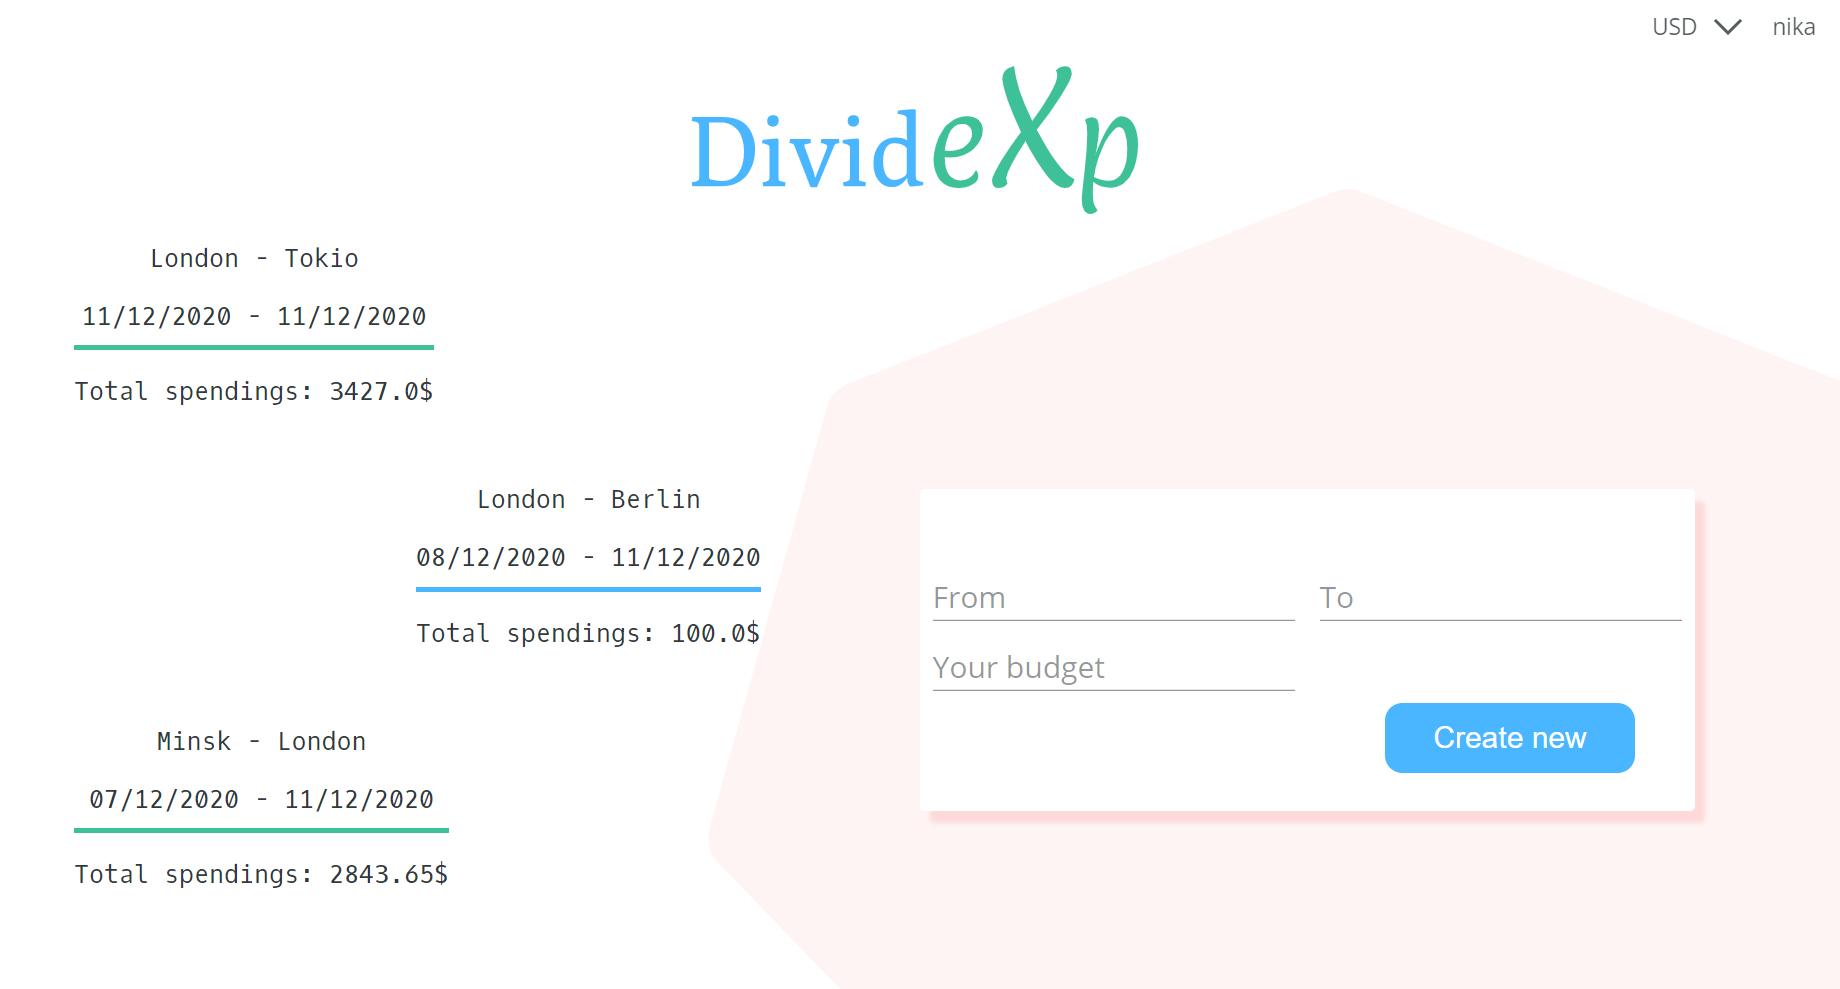 USD nika
DivideXp
London - Tokio
11/12/2020 - 11/12/2020
Total spendings: 3427.0$
London - Berlin
08/12/2020 - 11/12/2020
Total spendings: 100.0$
Minsk - London
07/12/2020 - 11/12/2020
Total spendings: 2843.65$
From To
Your budget
Create new